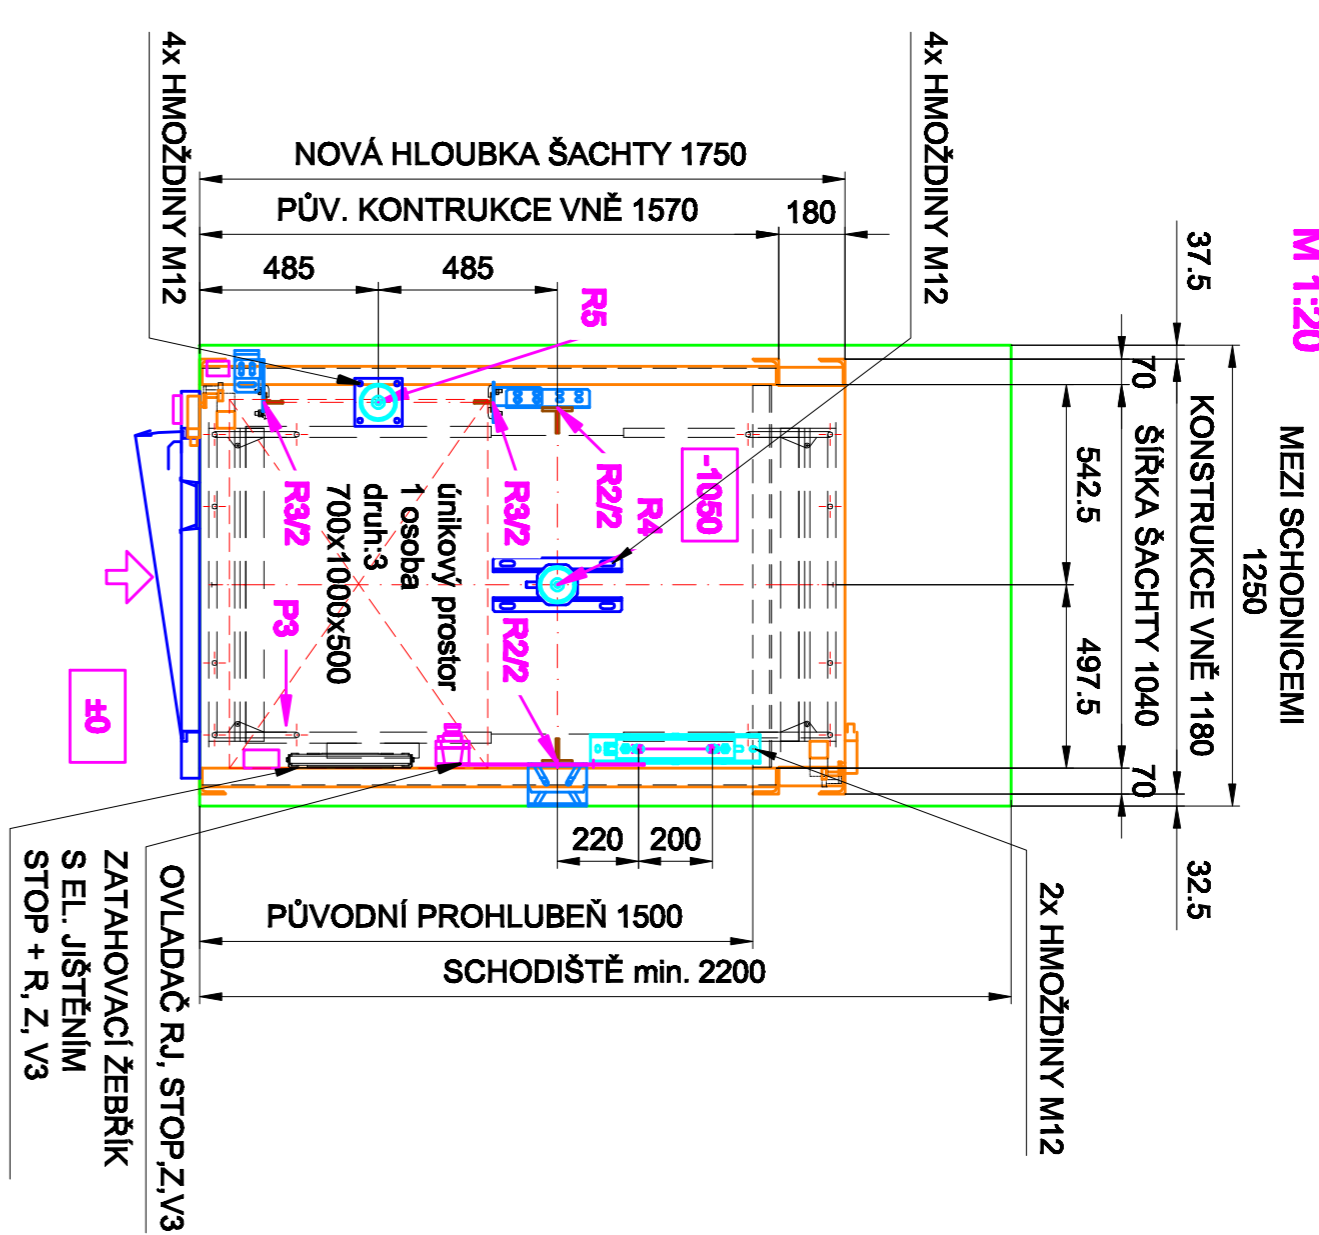 M 1:20
MEZI SCHODNICEMI
1250
KONSTRUKCE VNĚ 1180
37.5
32.5
ŠÍŘKA ŠACHTY 1040
70
70
542.5
497.5
4x HMOŽDINY M12
4x HMOŽDINY M12
2x HMOŽDINY M12
NOVÁ HLOUBKA ŠACHTY 1750
PŮV. KONTRUKCE VNĚ 1570
180
485
485
R5
R2/2
R4
-1050
R3/2
R3/2
únikový prostor
1 osoba
druh:3
700x1000x500
R2/2
P3
±0
220
200
PŮVODNÍ PROHLUBEŇ 1500
SCHODIŠTĚ min. 2200
OVLADAČ RJ, STOP,Z,V3
ZATAHOVACÍ ŽEBŘÍK
S EL. JIŠTĚNÍM
STOP + R, Z, V3